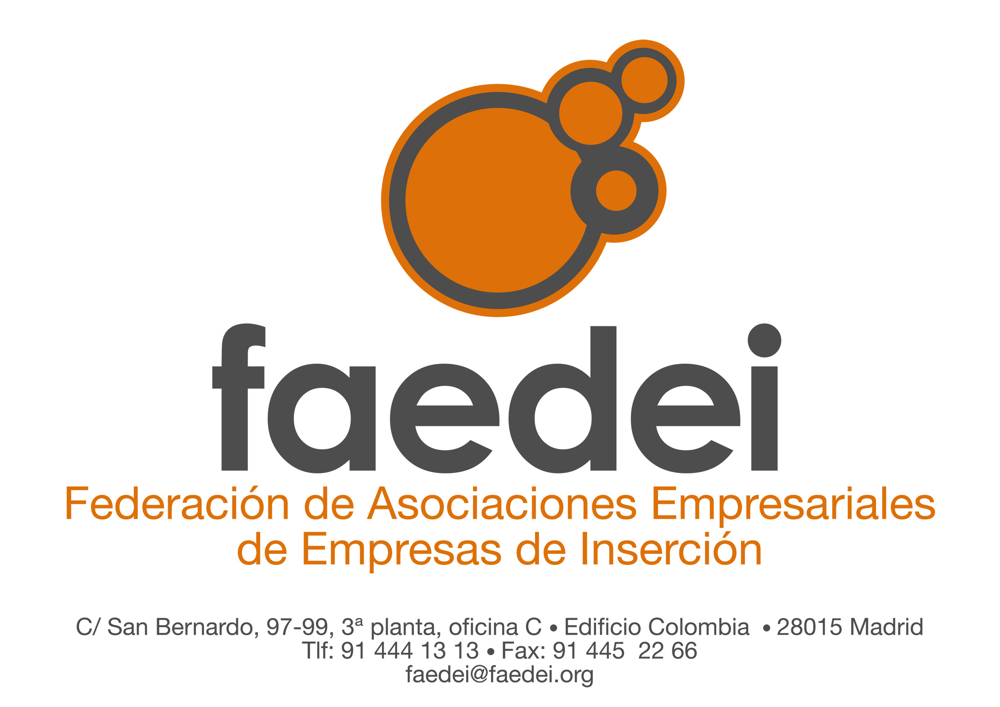 faedei
Federación de Asociaciones Empresariales
de Empresas de Inserción
C/ San Bernardo, 97-99, 3ª planta, oficina C • Edificio Colombia • 28015 Madrid
Tlf: 91 444 13 13 • Fax: 91 445 22 66
faedei@faedei.org